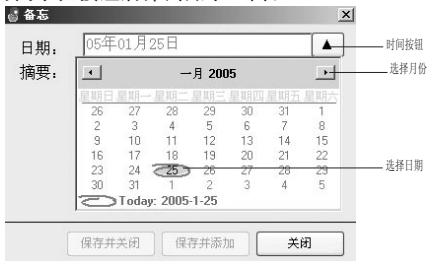 备忘
日期: 05年01月25日 时间按钮
摘要: 一月 2005 选择月份
星期日 星期一 星期二 星期三 星期四 星期五 星期六
26 27 28 29 30 31 1
2 3 4 5 6 7 8
9 10 11 12 13 14 15
16 17 18 19 20 21 22
23 24 25 26 27 28 29 选择日期
30 31 1 2 3 4 5
Today: 2005-1-25
保存并关闭 保存并添加 关闭